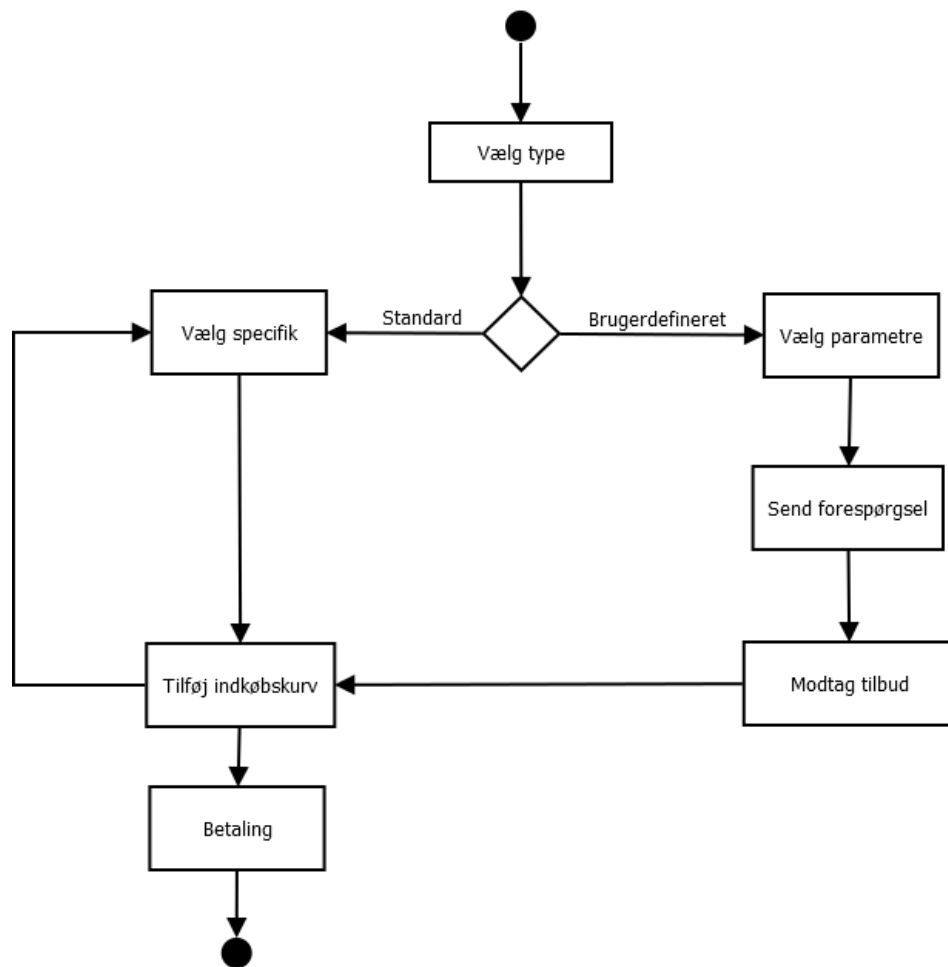 Vælg type
Standard
Brugerdefineret
Vælg specifik
Vælg parametre
Send forespørgsel
Tilføj indkøbskurv
Modtag tilbud
Betaling